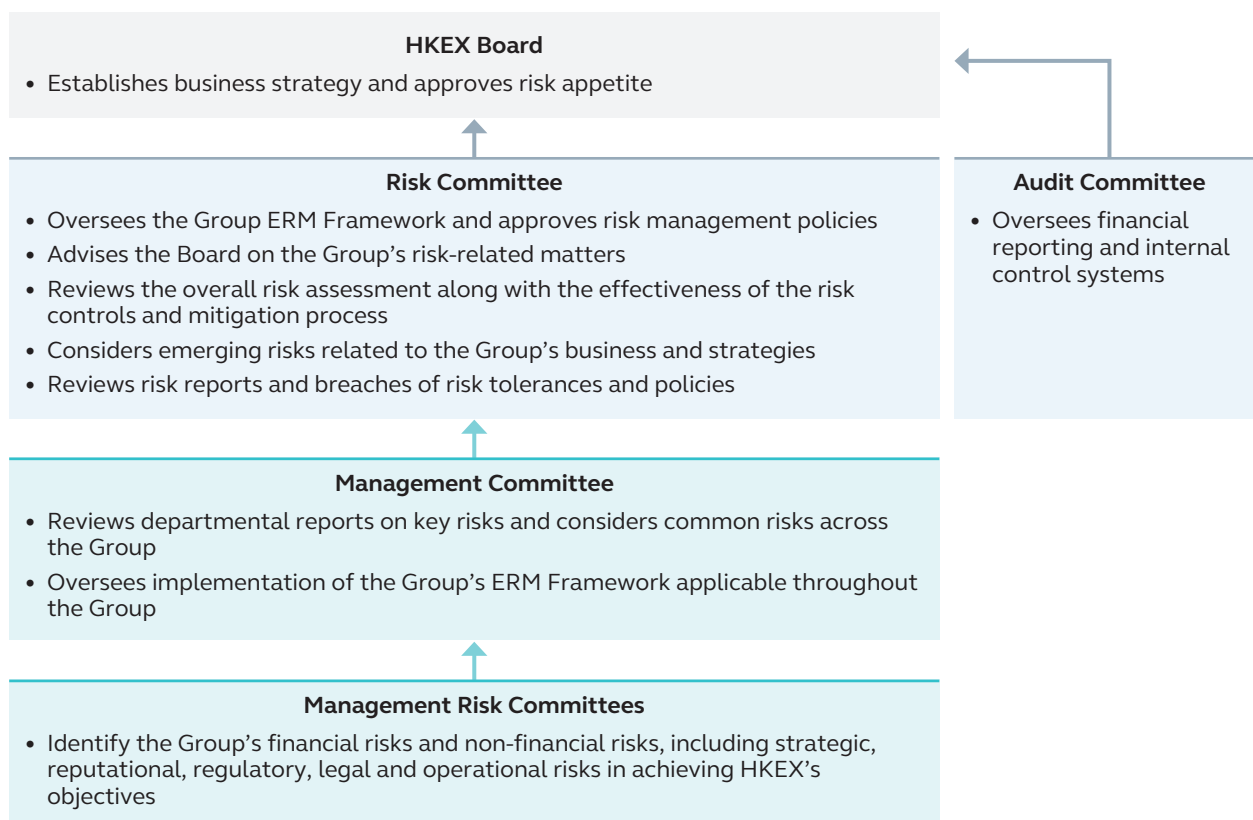 HKEX Board
• Establishes business strategy and approves risk appetite
Risk Committee
• Oversees the Group ERM Framework and approves risk management policies
• Advises the Board on the Group’s risk-related matters
• Reviews the overall risk assessment along with the effectiveness of the risk
controls and mitigation process
• Considers emerging risks related to the Group’s business and strategies
• Reviews risk reports and breaches of risk tolerances and policies
Audit Committee
• Oversees financial
reporting and internal
control systems
Management Committee
• Reviews departmental reports on key risks and considers common risks across
the Group
• Oversees implementation of the Group’s ERM Framework applicable throughout
the Group
Management Risk Committees
• Identify the Group’s financial risks and non-financial risks, including strategic,
reputational, regulatory, legal and operational risks in achieving HKEX’s
objectives